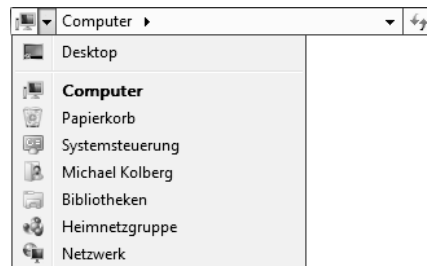 Computer
Desktop
Computer
Papierkorb
Systemsteuerung
Michael Kolberg
Bibliotheken
Heimnetzgruppe
Netzwerk